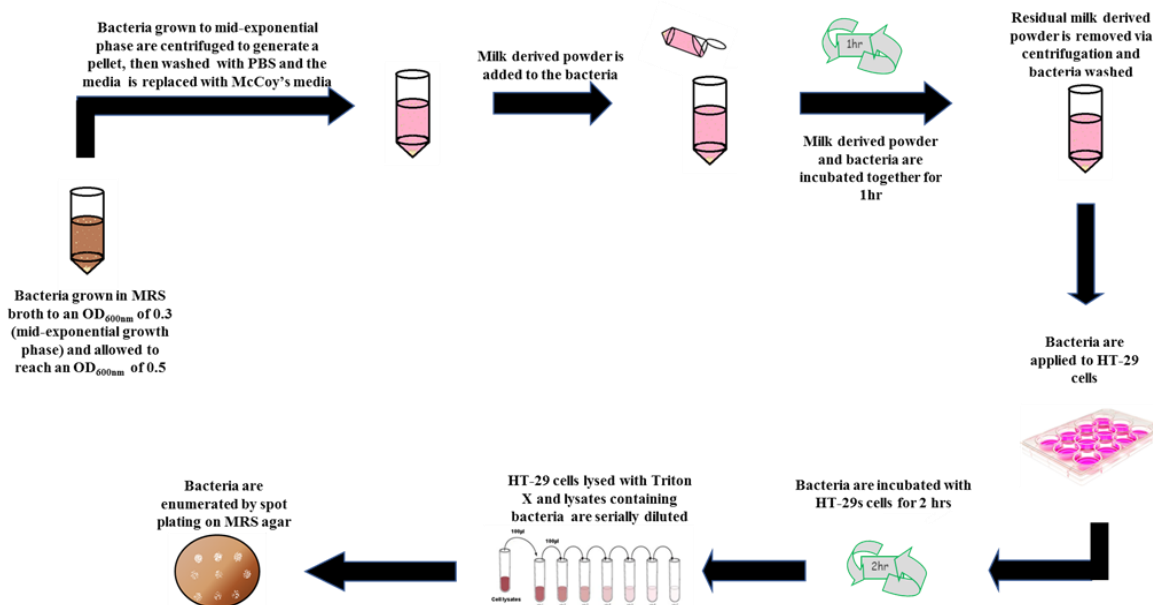 Bacteria grown to mid-exponential
phase are centrifuged to generate a
pellet, then washed with PBS and the
media is replaced with McCoy's media
Milk derived powder is
added to the bacteria
1hr
Milk derived powder
and bacteria are
incubated together for
1hr
Residual milk derived
powder is removed via
centrifugation and
bacteria washed
Bacteria grown in MRS
broth to an OD600nm of 0.3
(mid-exponential growth
phase) and allowed to
reach an OD600nm of 0.5
Bacteria are
applied to HT-29
cells
Bacteria are incubated with
HT-29s cells for 2 hrs
2hr
HT-29 cells lysed with Triton
X and lysates containing
bacteria are serially diluted
100µl
100µl
Cell lysates
Bacteria are
enumerated by spot
plating on MRS agar